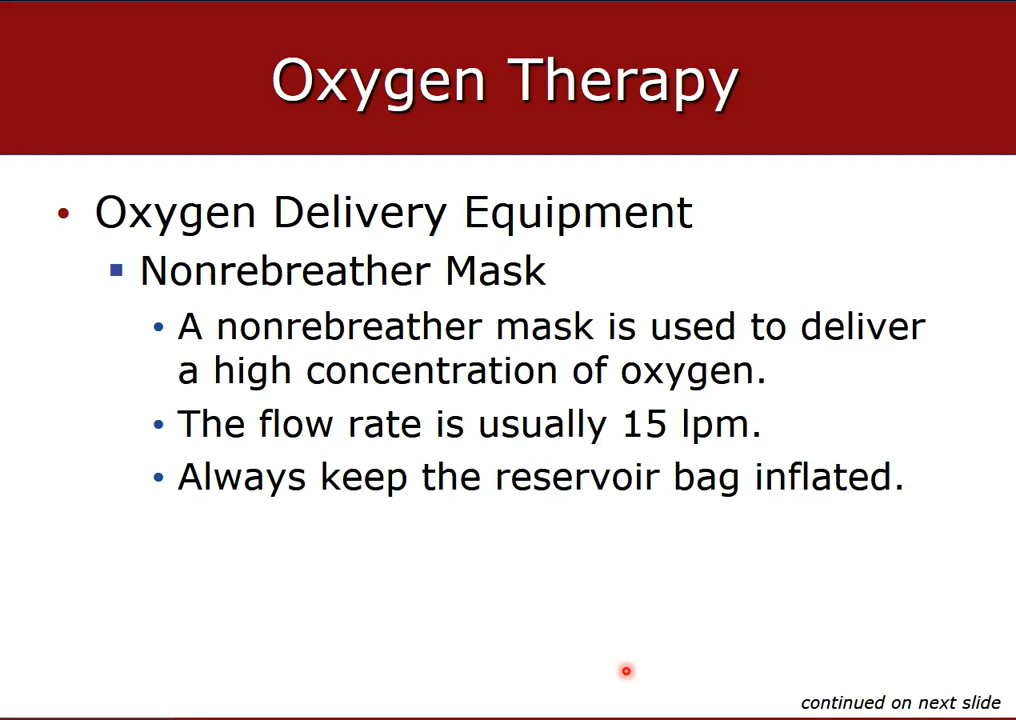 Oxygen Therapy
• Oxygen Delivery Equipment
▪ Nonrebreather Mask
• A nonrebreather mask is used to deliver
a high concentration of oxygen.
• The flow rate is usually 15 lpm.
• Always keep the reservoir bag inflated.
continued on next slide